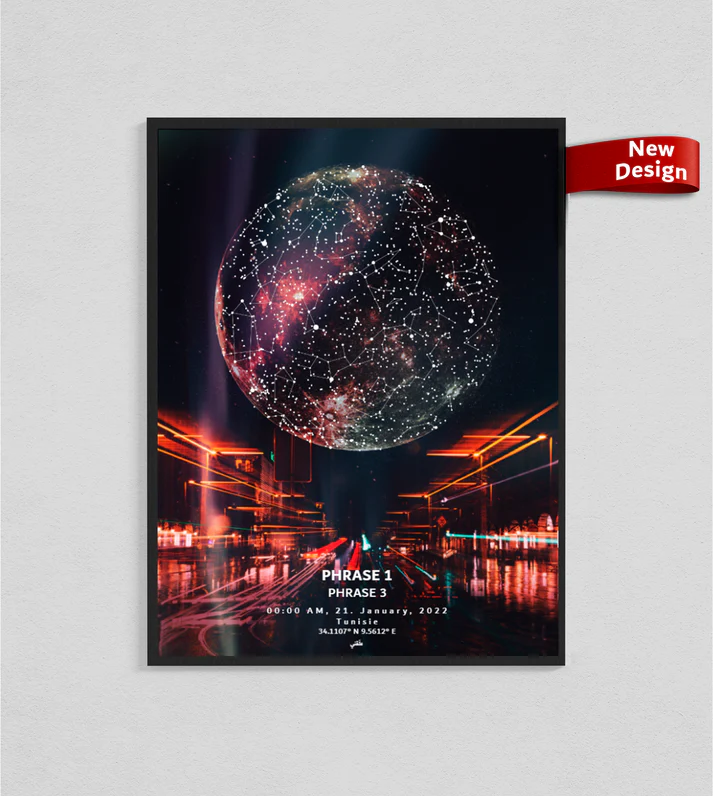 New
Design
PHRASE 1
PHRASE 3
00:00 AM, 21. January, 2022
Tunisie
34.1107° N 9.5612° E